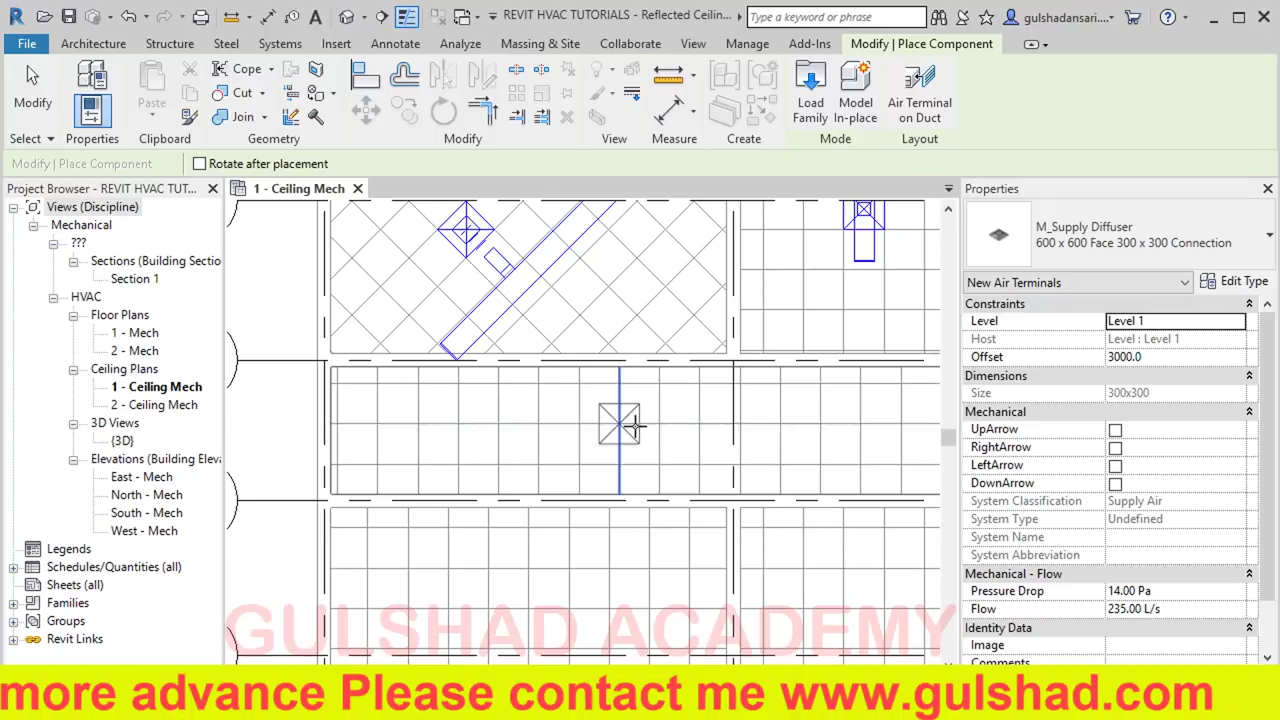 REVIT HVAC TUTORIALS - Reflected Ceilin...
Type a keyword or phrase
gulshadansari....
File Architecture Structure Steel Systems Insert Annotate Analyze Massing & Site Collaborate View Manage Add-Ins Modify | Place Component
Modify
Paste
Cope
Cut
Join
Load Family
Model In-place
Air Terminal on Duct
Select Properties Clipboard Geometry Modify View Measure Create Mode Layout
Modify | Place Component
Rotate after placement
Project Browser - REVIT HVAC TUT...
1 - Ceiling Mech
Properties
Views (Discipline)
Mechanical
???
Sections (Building Sectio
Section 1
HVAC
Floor Plans
1 - Mech
2 - Mech
Ceiling Plans
1 - Ceiling Mech
2 - Ceiling Mech
3D Views
{3D}
Elevations (Building Eleva
East - Mech
North - Mech
South - Mech
West - Mech
Legends
Schedules/Quantities (all)
Sheets (all)
Families
Groups
Revit Links
M_Supply Diffuser
600 x 600 Face 300 x 300 Connection
New Air Terminals
Edit Type
Constraints
Level Level 1
Host Level : Level 1
Offset 3000.0
Dimensions
Size 300x300
Mechanical
UpArrow
RightArrow
LeftArrow
DownArrow
System Classification Supply Air
System Type Undefined
System Name
System Abbreviation
Mechanical - Flow
Pressure Drop 14.00 Pa
Flow 235.00 L/s
Identity Data
Image
Comments
GULSHAD ACADEMY
more advance Please contact me www.gulshad.com